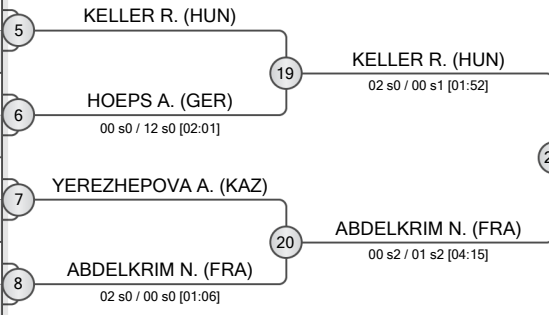 5
KELLER R. (HUN)
19
KELLER R. (HUN)
02 s0 / 00 s1 [01:52]
6
HOEPS A. (GER)
00 s0 / 12 s0 [02:01]
7
YEREZHEPOVA A. (KAZ)
20
ABDELKRIM N. (FRA)
00 s2 / 01 s2 [04:15]
8
ABDELKRIM N. (FRA)
02 s0 / 00 s0 [01:06]